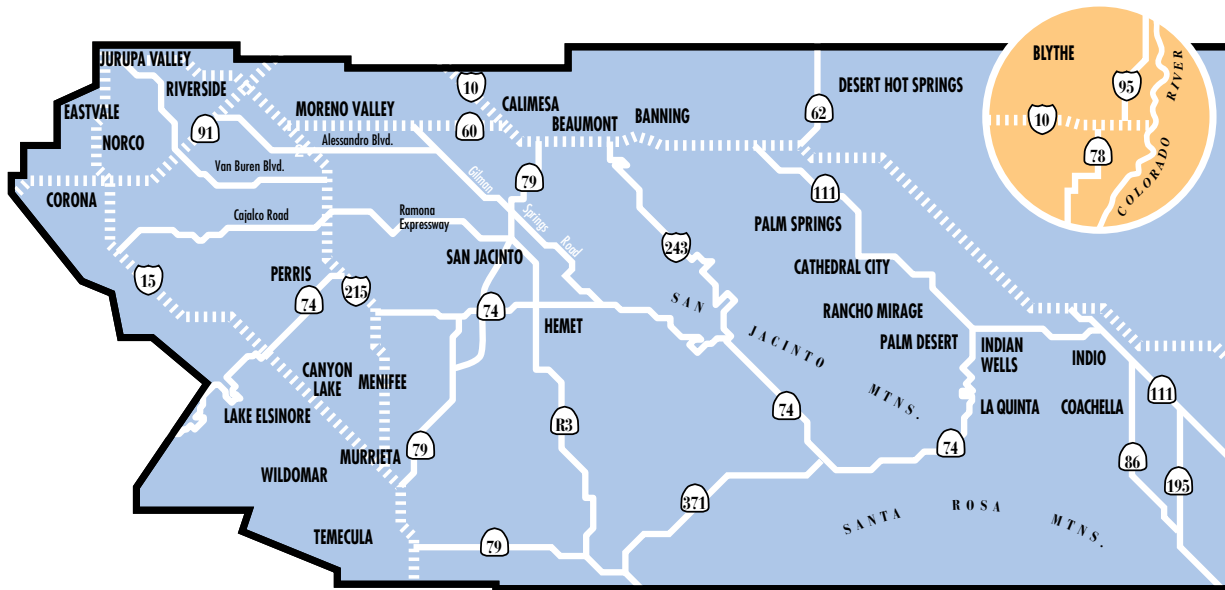 JURUPA VALLEY
RIVERSIDE
EASTVALE
NORCO
91
MORENO VALLEY
10
60
CALIMESA
BEAUMONT
BANNING
62
DESERT HOT SPRINGS
BLYTHE
95
10
78
COLORADO RIVER
Alessandro Blvd.
Van Buren Blvd.
CORONA
Cajalco Road
Ramona
Expressway
Gilman Springs Road
79
111
PALM SPRINGS
243
SAN JACINTO
CATHEDRAL CITY
15
PERRIS
74
215
74
HEMET
SAN JACINTO MTNS.
RANCHO MIRAGE
PALM DESERT
INDIAN
WELLS
INDIO
CANYON
LAKE
MENIFEE
LAKE ELSINORE
74
LA QUINTA
COACHELLA
111
R3
79
MURRIETA
74
86
WILDOMAR
195
371
SANTA ROSA MTNS.
TEMECULA
79